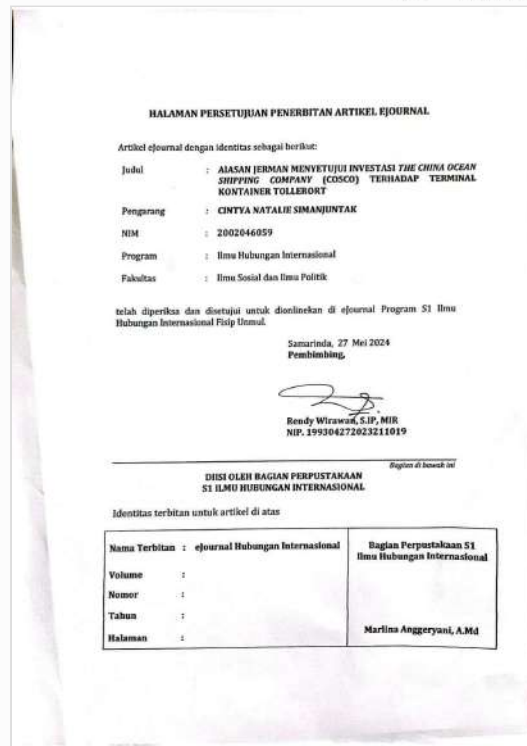 HALAMAN PERSETUJUAN PENERBITAN ARTIKEL EJOURNAL
Artikel eJournal dengan identitas sebagai berikut:
Judul : AlASAN JERMAN MENYETUJUI INVESTASI THE CHINA OCEAN
SHIPPING COMPANY (COSCO) TERHADAP TERMINAL
KONTAINER TOLLERORT
Pengarang : CINTYA NATALIE SIMANJUNTAK
NIM : 2002046059
Program : Ilmu Hubungan Internasional
Fakultas : Ilmu Sosial dan Ilmu Politik
telah diperiksa dan disetujui untuk dionlinekan di eJournal Program S1 Ilmu
Hubungan Internasional Fisip Unmul.
Samarinda, 27 Mei 2024
Pembimbing,
Rendy Wirawan, S.IP, MIR
NIP. 199304272023211019
Bagian di bawah ini
DIISI OLEH BAGIAN PERPUSTAKAAN
S1 ILMU HUBUNGAN INTERNASIONAL
Identitas terbitan untuk artikel di atas
Nama Terbitan : eJournal Hubungan Internasional
Volume :
Nomor :
Tahun :
Halaman :
Bagian Perpustakaan S1
Ilmu Hubungan Internasional
Marlina Anggeryani, A.Md